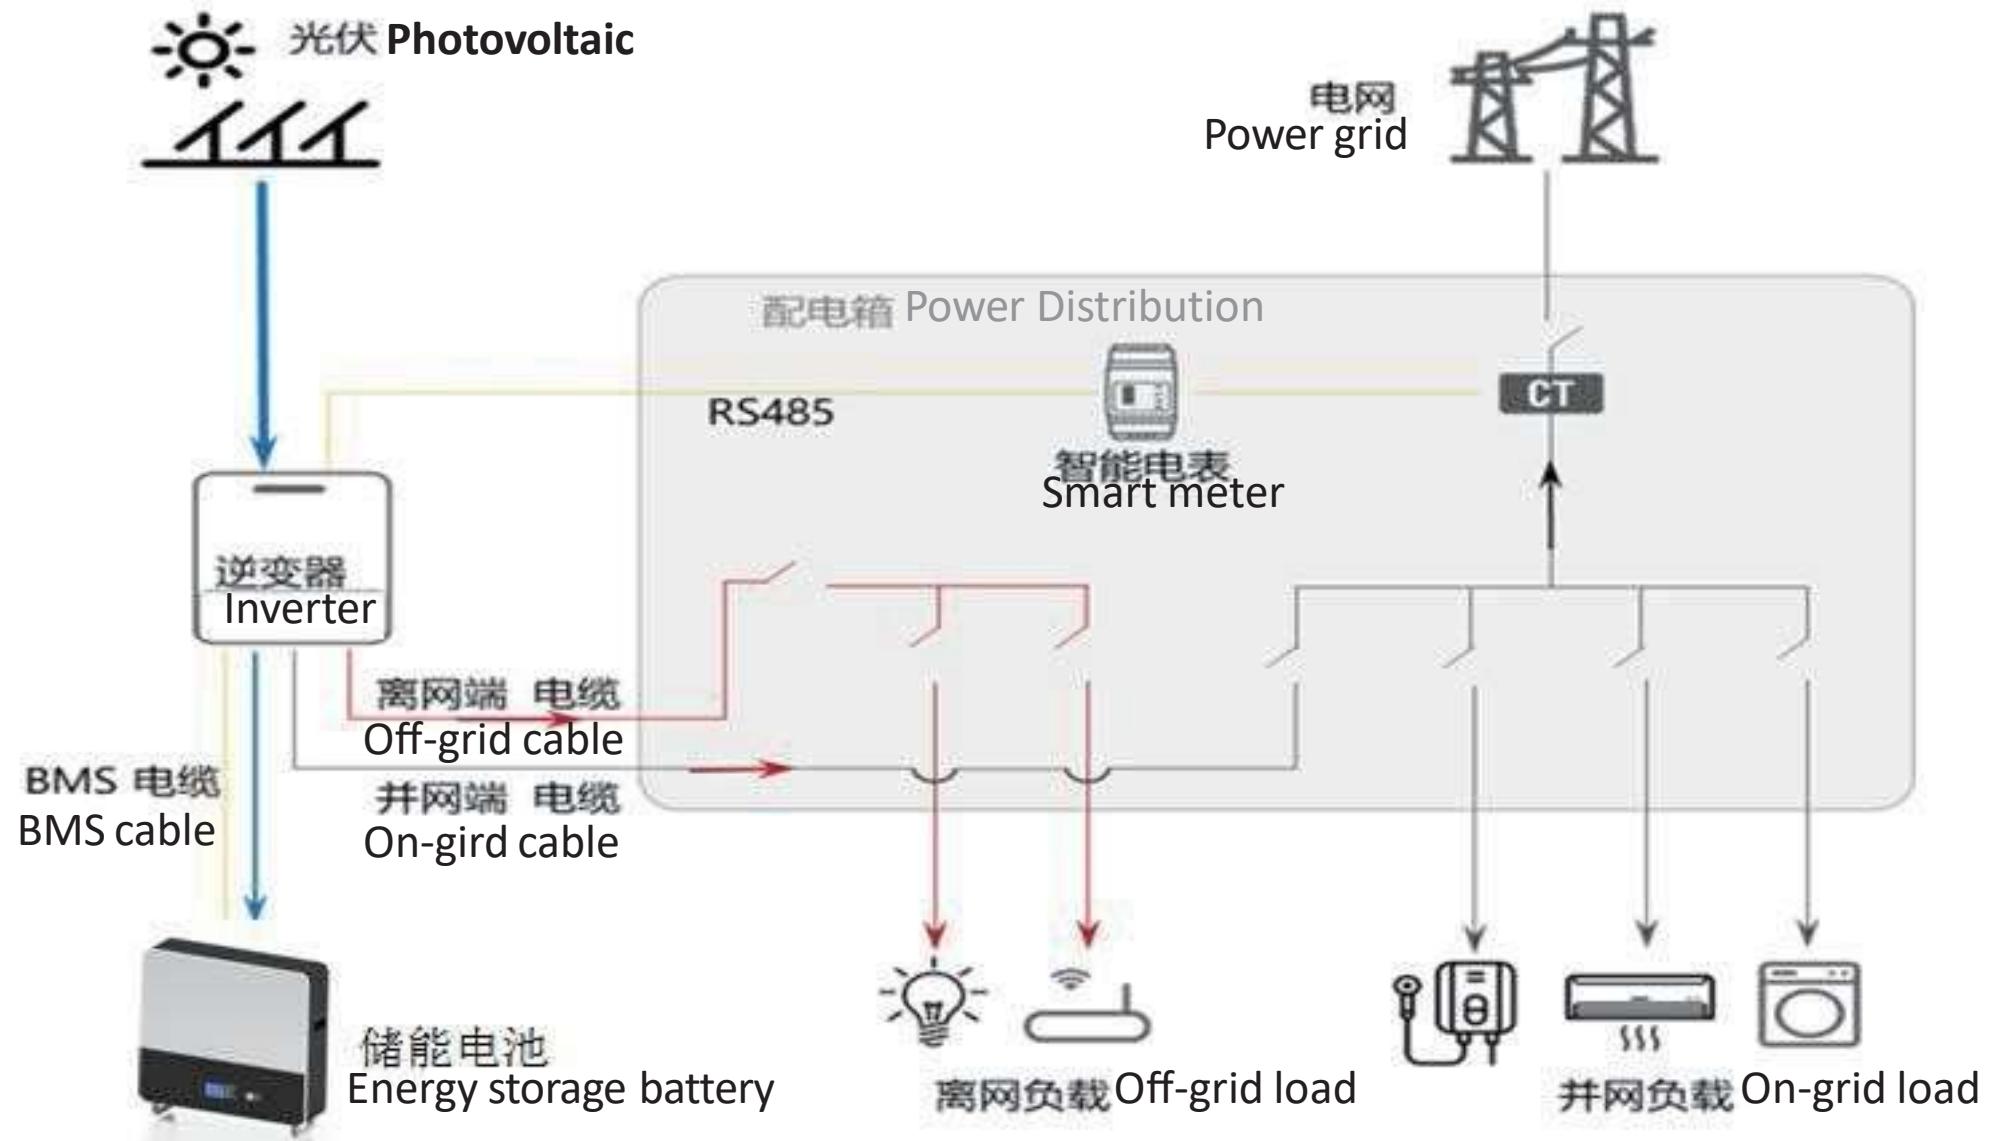 光伏 Photovoltaic
电网
Power grid
配电箱 Power Distribution
RS485
CT
智能电表
Smart meter
逆变器
Inverter
离网端 电缆
Off-grid cable
BMS 电缆
BMS cable
并网端 电缆
On-gird cable
储能电池
Energy storage battery
离网负载 Off-grid load
并网负载 On-grid load